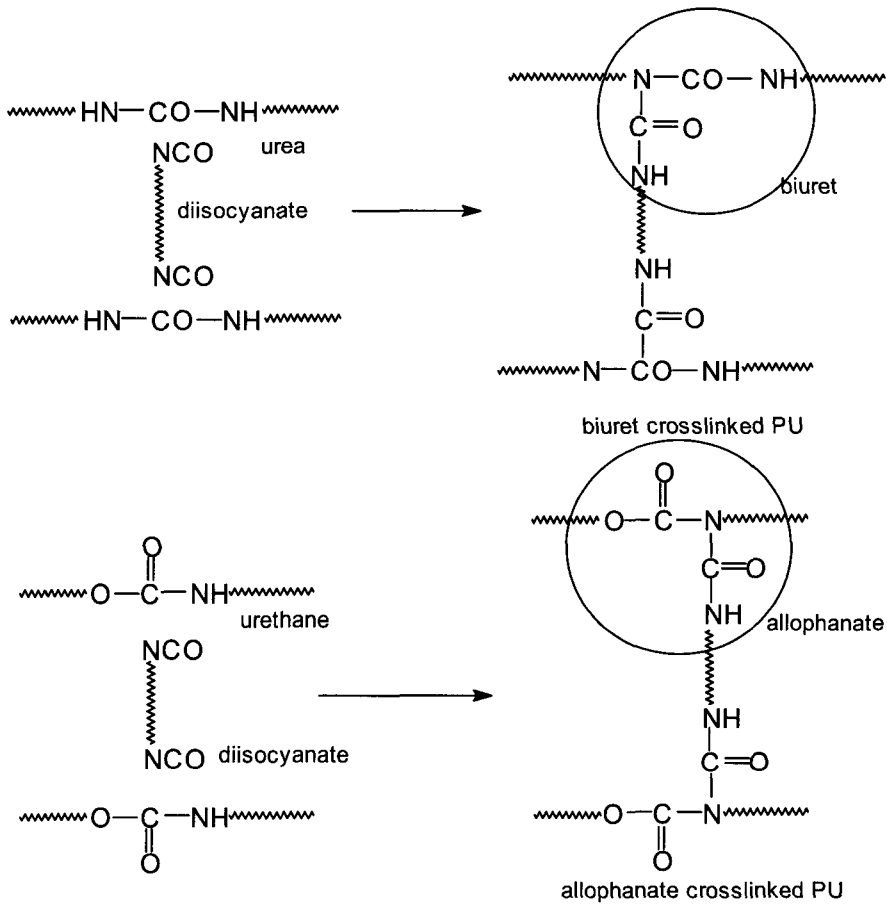 HN—CO—NH
urea
NCO
diisocyanate
NCO
HN—CO—NH
N—CO—NH
C=O
NH
biuret
NH
C=O
N—CO—NH
biuret crosslinked PU
O
O—C—NH
urethane
NCO
NCO
diisocyanate
O—C—NH
O
O
O—C—N
C=O
NH
allophanate
NH
C=O
O—C—N
O
allophanate crosslinked PU